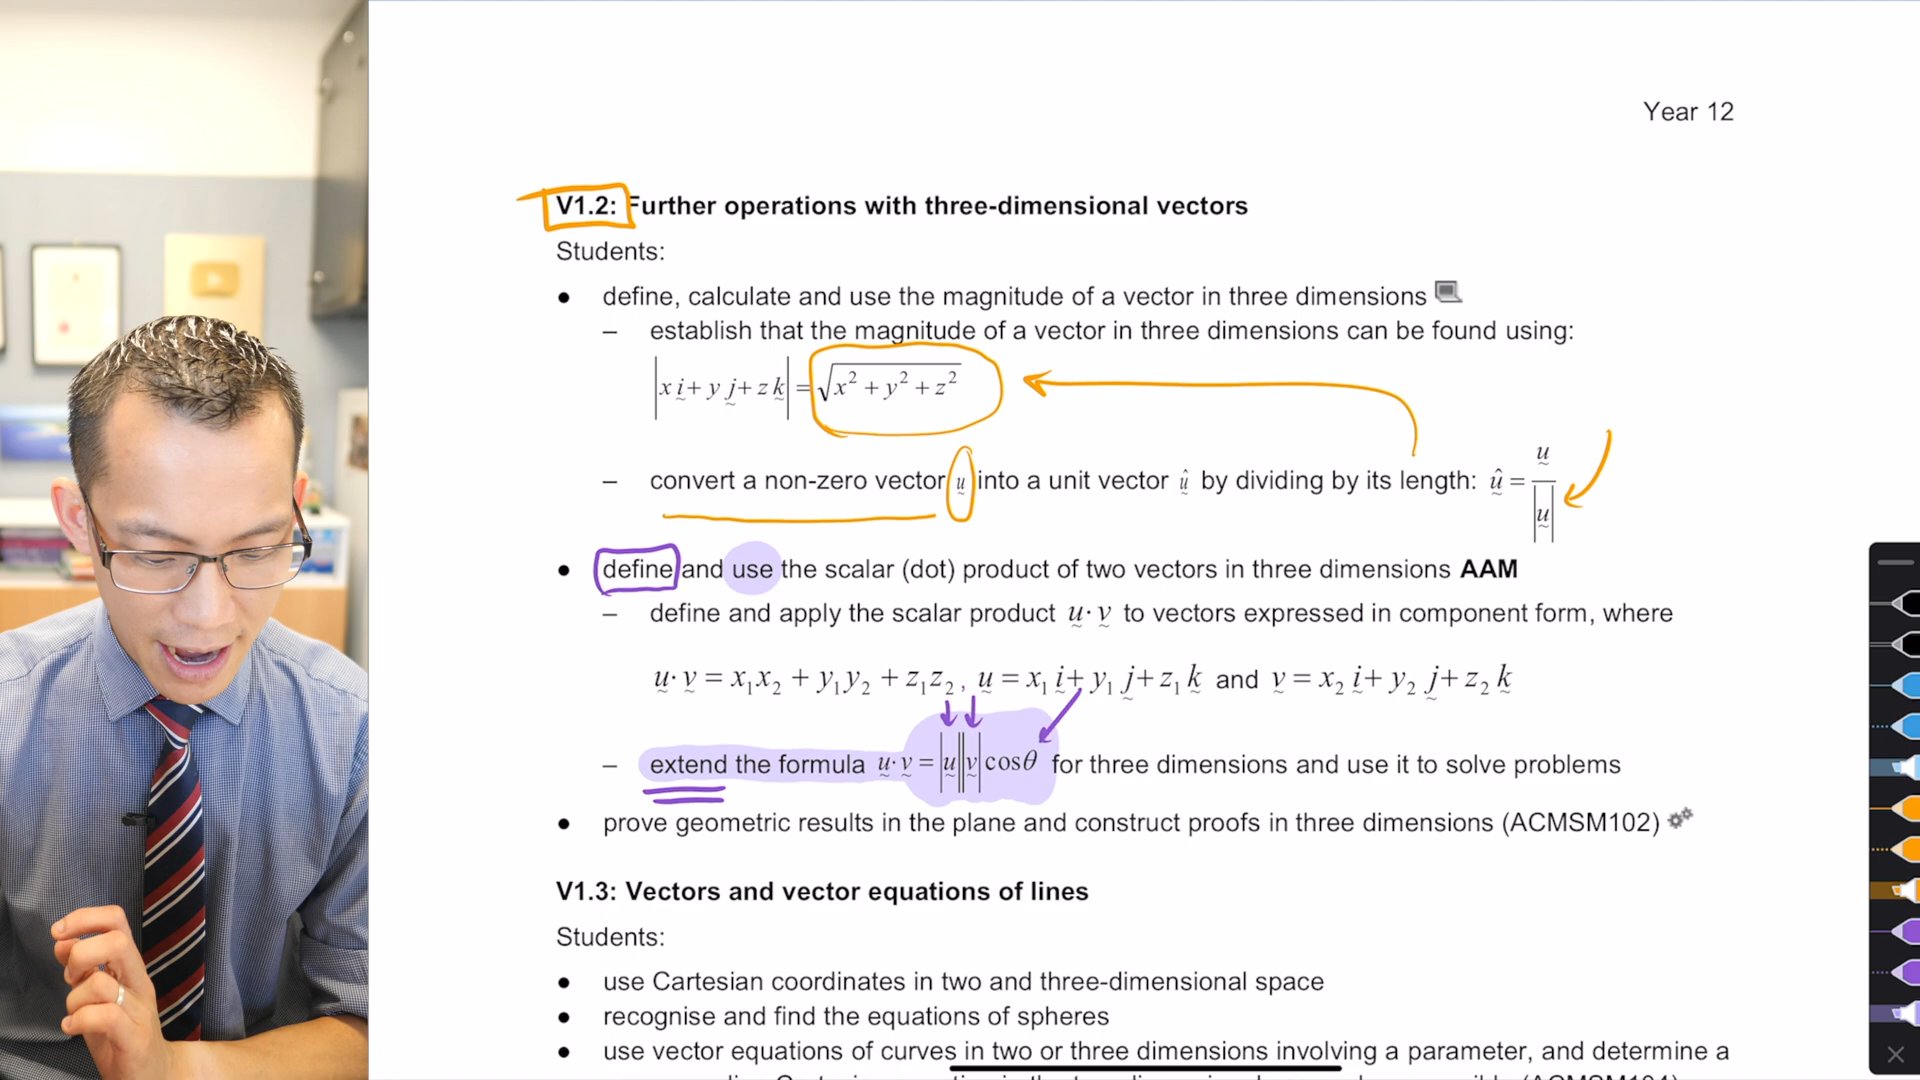 Year 12
V1.2: Further operations with three-dimensional vectors
Students:
● define, calculate and use the magnitude of a vector in three dimensions
– establish that the magnitude of a vector in three dimensions can be found using:
|x ḭ + y j̰ + z k̰| = √(x² + y² + z²)
– convert a non-zero vector ṵ into a unit vector ṵ̂ by dividing by its length: ṵ̂ = ṵ/|ṵ|
● define and use the scalar (dot) product of two vectors in three dimensions AAM
– define and apply the scalar product ṵ · v̰ to vectors expressed in component form, where
ṵ · v̰ = x₁x₂ + y₁y₂ + z₁z₂, ṵ = x₁ ḭ + y₁ j̰ + z₁ k̰ and v̰ = x₂ ḭ + y₂ j̰ + z₂ k̰
– extend the formula ṵ · v̰ = |ṵ||v̰| cosθ for three dimensions and use it to solve problems
● prove geometric results in the plane and construct proofs in three dimensions (ACMSM102)
V1.3: Vectors and vector equations of lines
Students:
● use Cartesian coordinates in two and three-dimensional space
● recognise and find the equations of spheres
● use vector equations of curves in two or three dimensions involving a parameter, and determine a